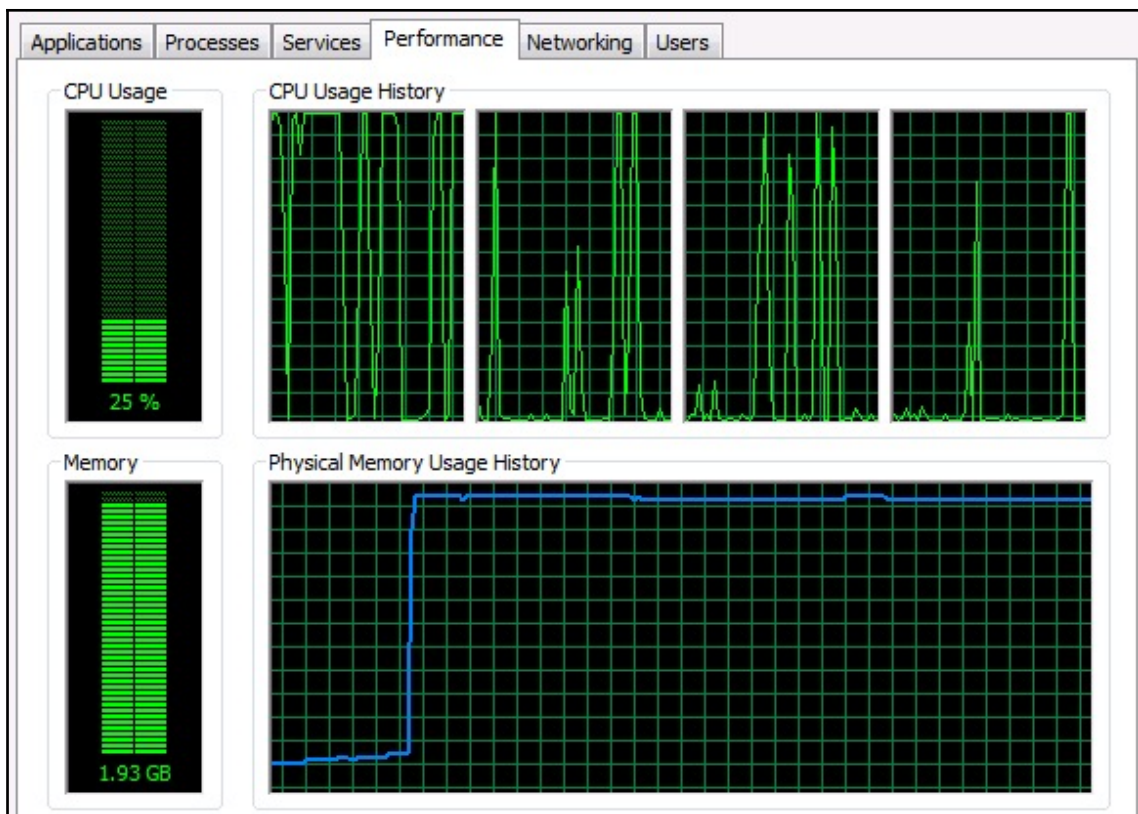 Applications Processes Services Performance Networking Users
CPU Usage CPU Usage History
25 %
Memory Physical Memory Usage History
1.93 GB